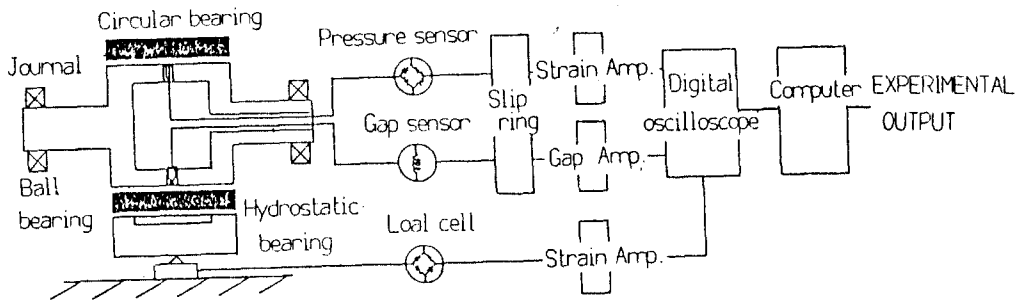 Circular bearing
Journal
Ball
bearing
Hydrostatic
bearing
Pressure sensor
Gap sensor
Loal cell
Slip
ring
Strain Amp.
Gap Amp.
Strain Amp.
Digital
oscilloscope
Computer
EXPERIMENTAL
OUTPUT